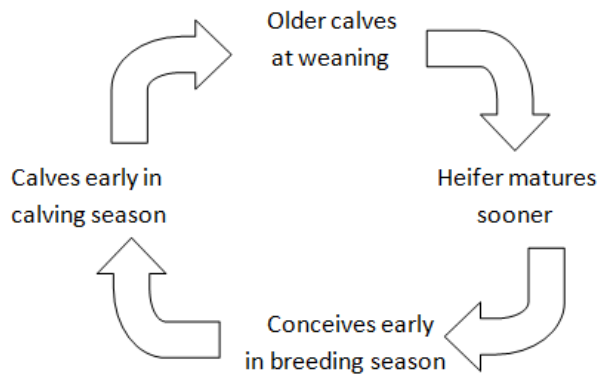 Older calves
at weaning
Heifer matures
sooner
Conceives early
in breeding season
Calves early in
calving season